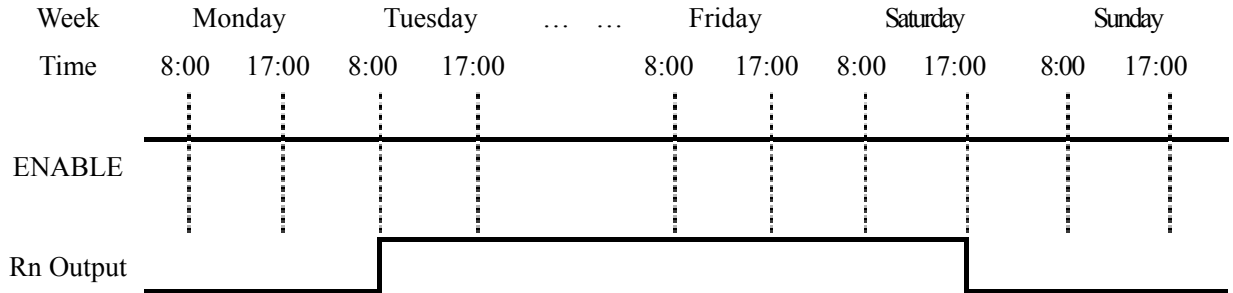 Week Monday Tuesday … … Friday Saturday Sunday
Time 8:00 17:00 8:00 17:00 8:00 17:00 8:00 17:00 8:00 17:00
ENABLE
Rn Output